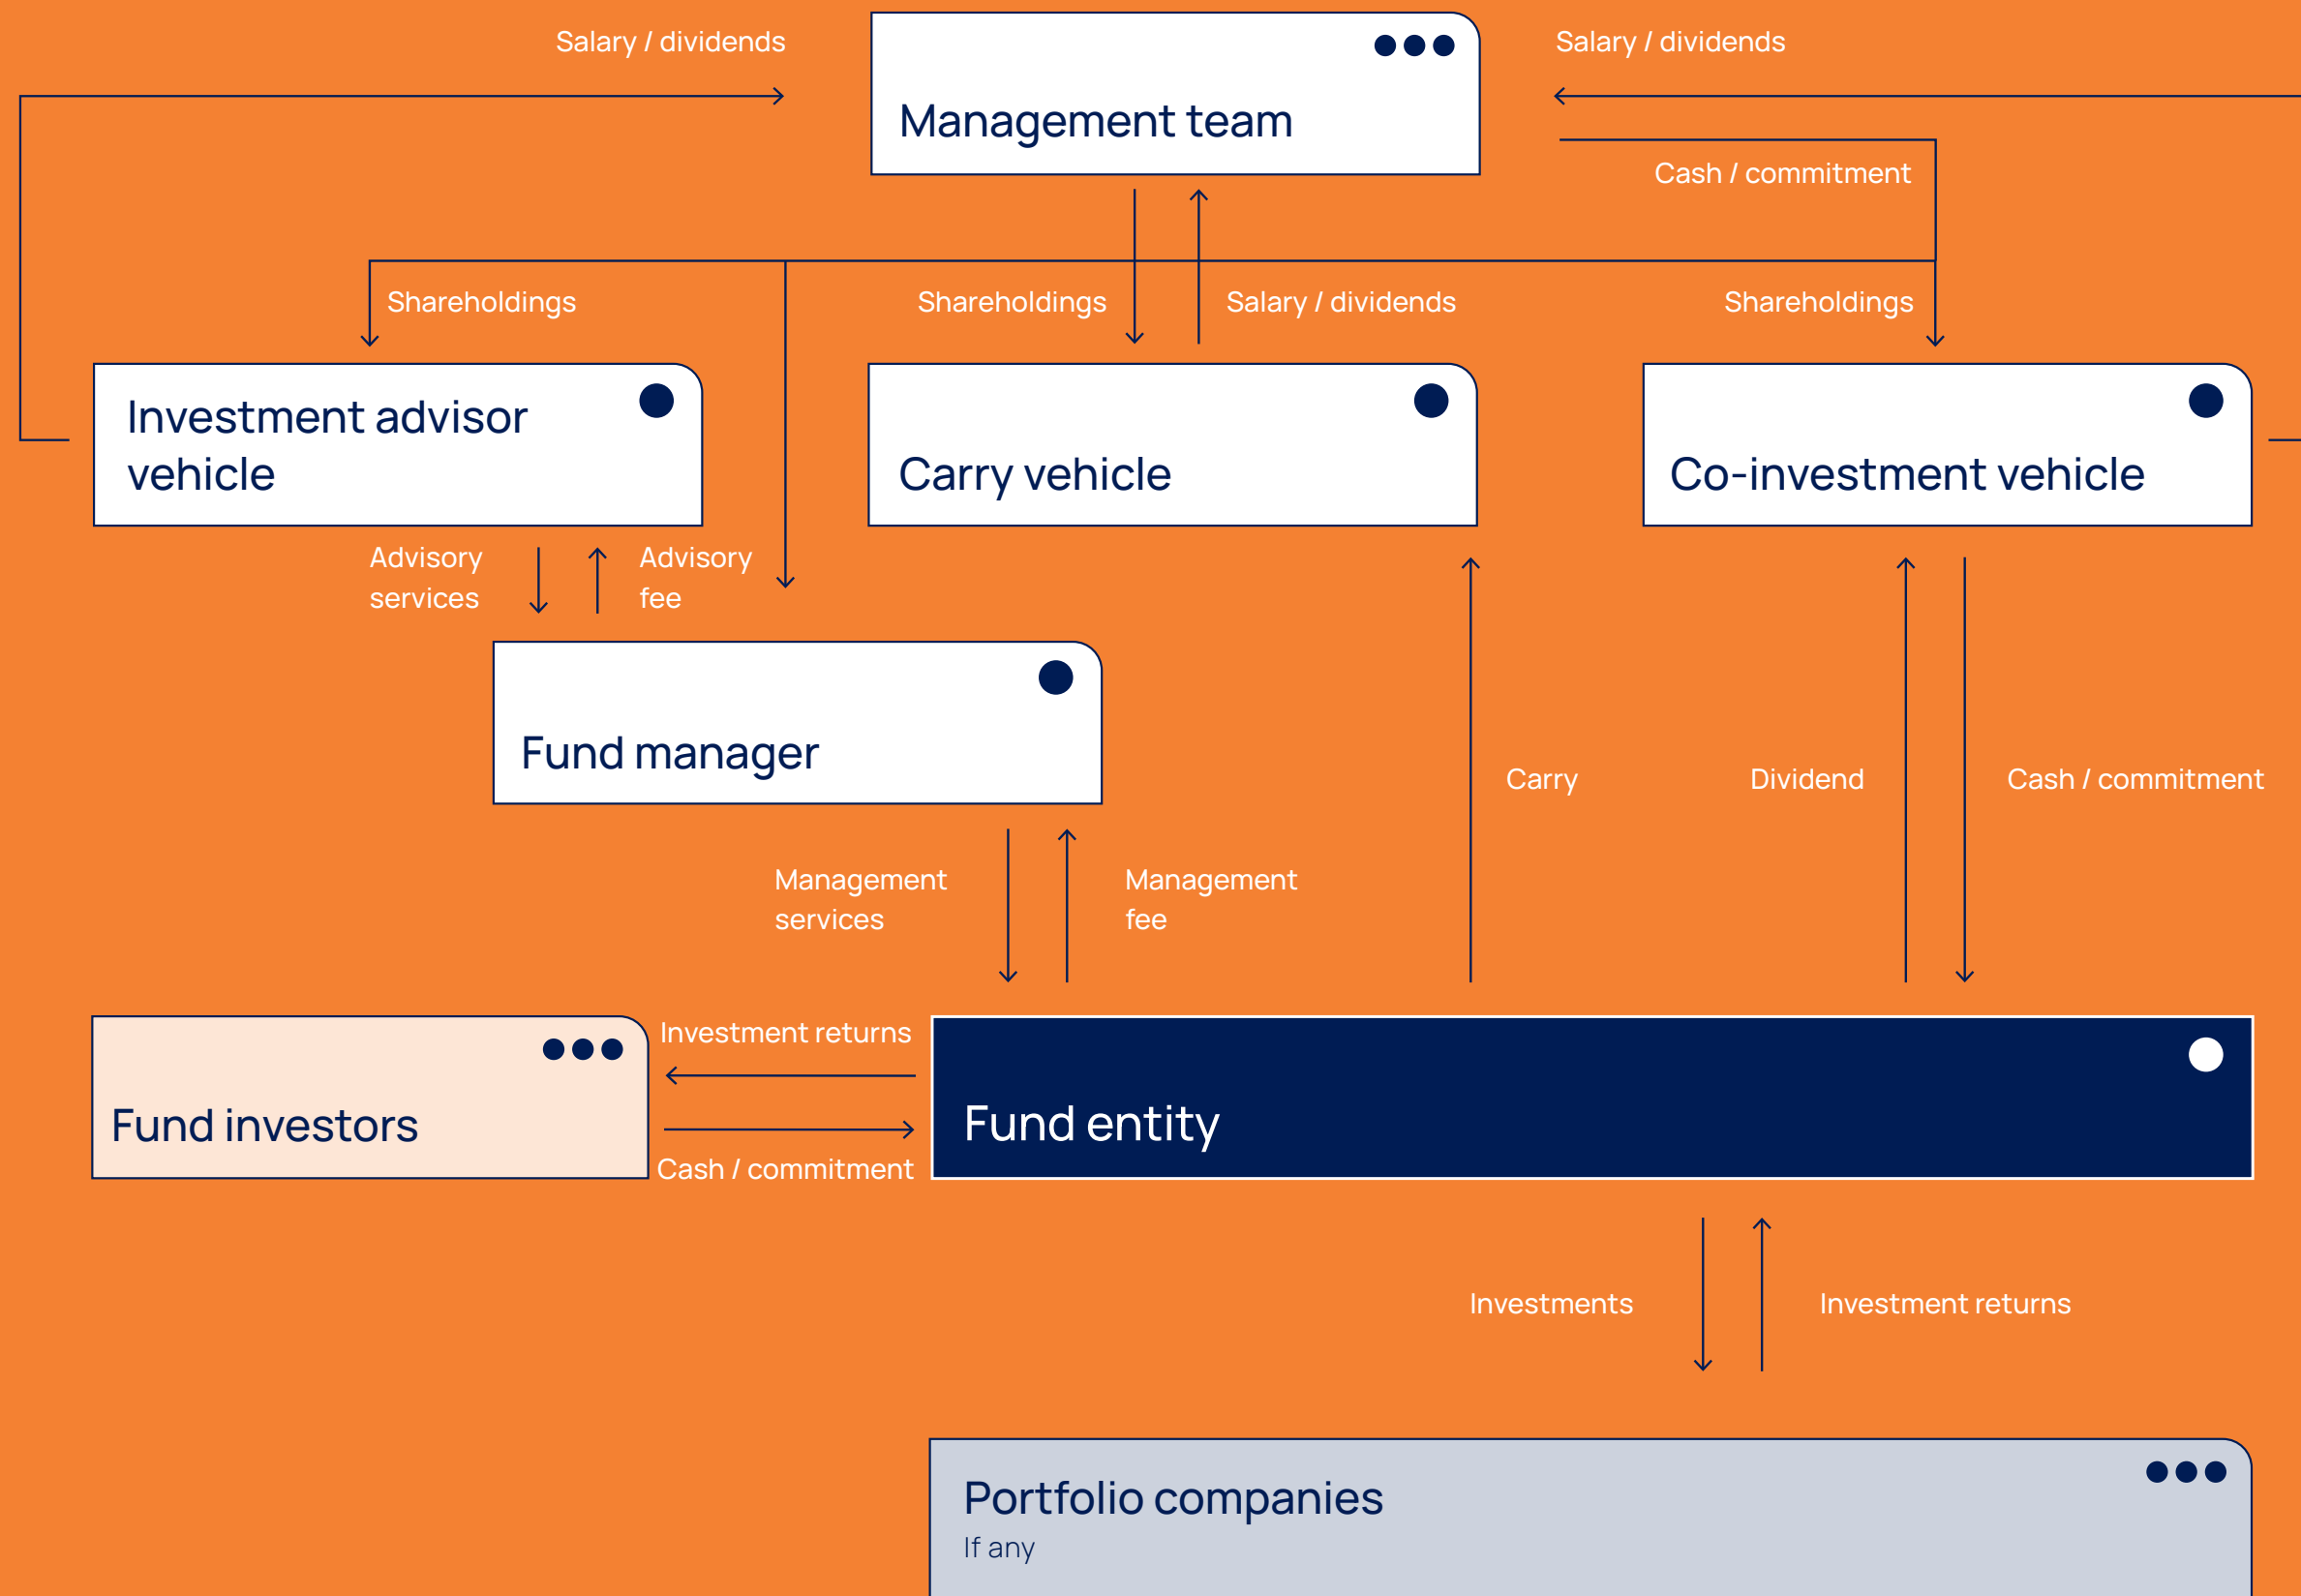 Salary / dividends
Salary / dividends
Management team
Cash / commitment
Shareholdings
Shareholdings
Salary / dividends
Shareholdings
Investment advisor
vehicle
Carry vehicle
Co-investment vehicle
Advisory
services
Advisory
fee
Fund manager
Carry
Dividend
Cash / commitment
Management
services
Management
fee
Investment returns
Fund investors
Fund entity
Cash / commitment
Investments
Investment returns
Portfolio companies
If any